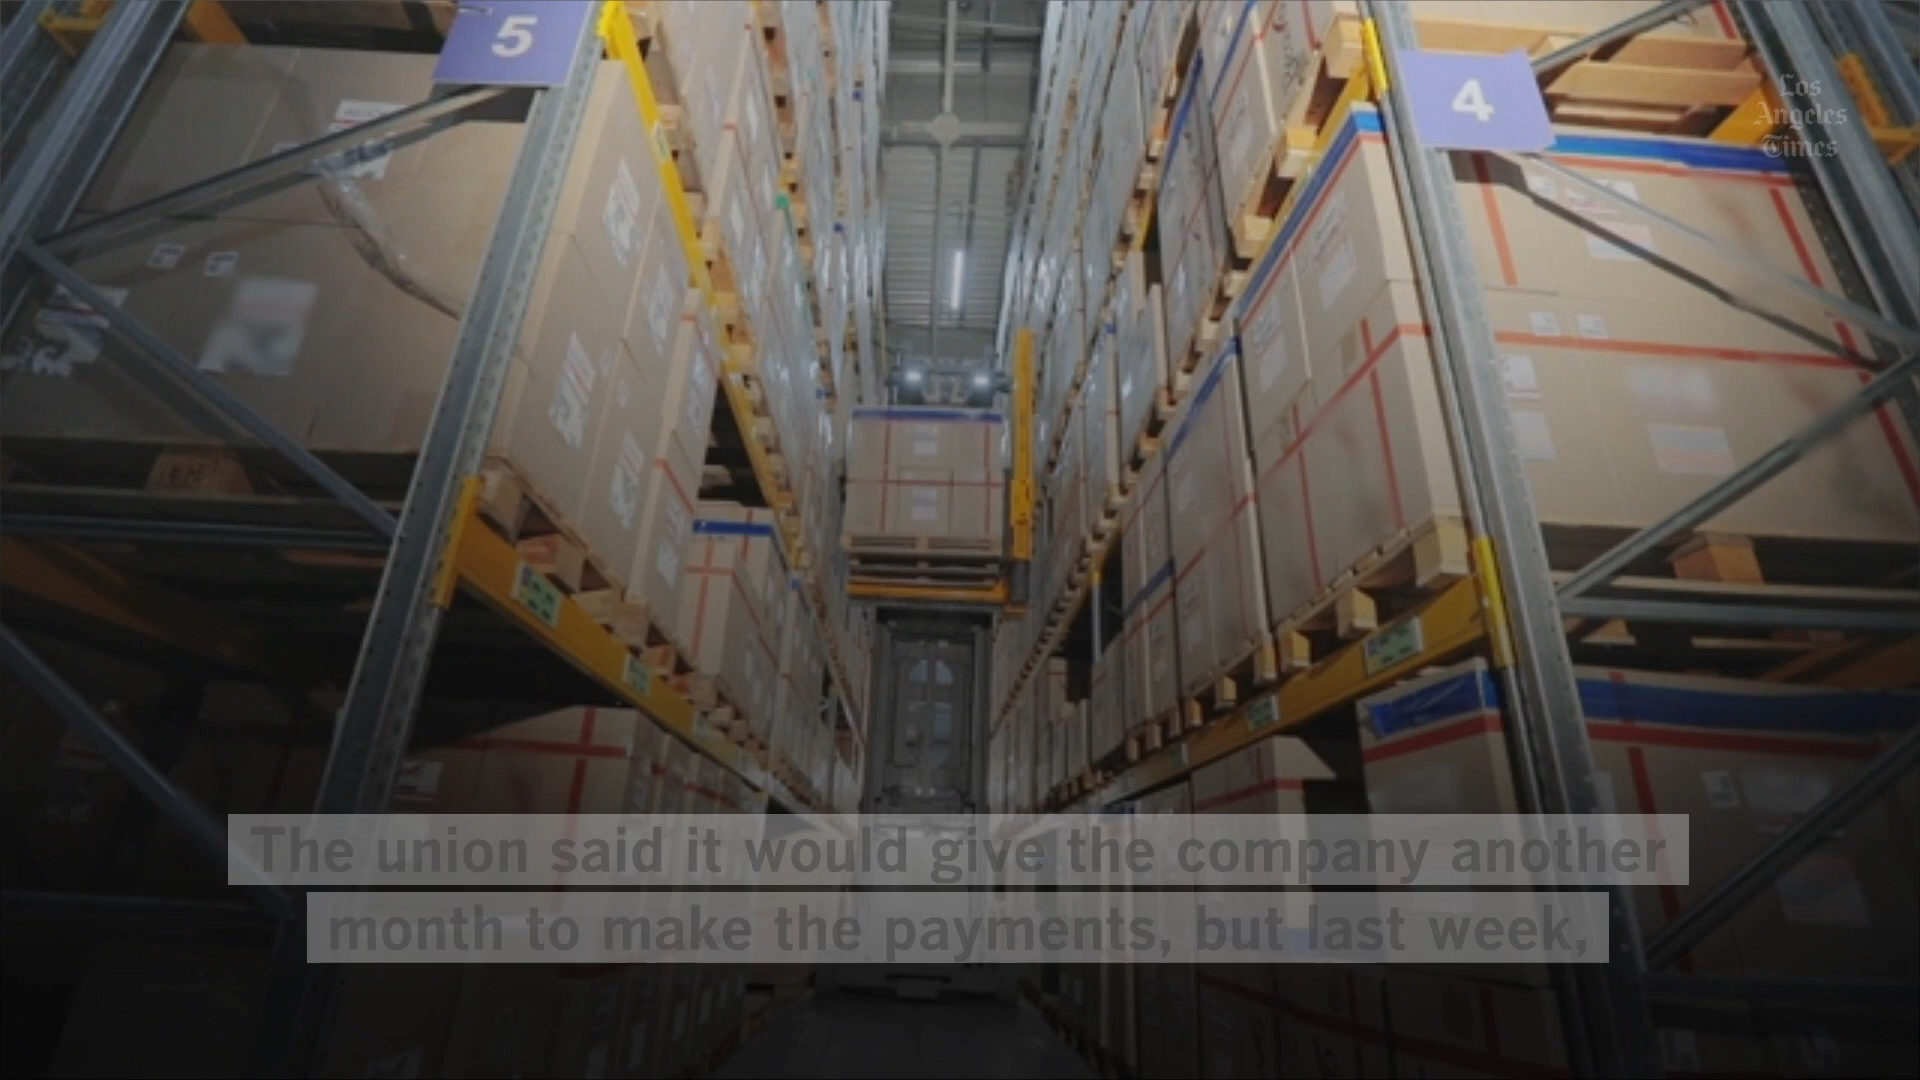 5
4
Los
Angeles
Times
The union said it would give the company another
month to make the payments, but last week,